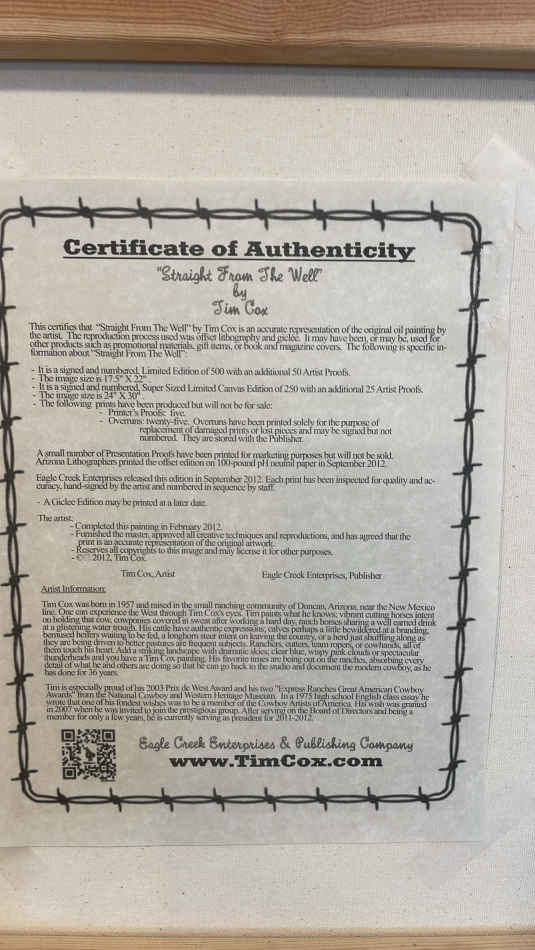 Certificate of Authenticity
"Straight From The Well"
by
Tim Cox
This certifies that "Straight From The Well" by Tim Cox is an accurate representation of the original oil painting by
the artist. The reproduction process used was offset lithography and giclée. It may have been, or may be, used for
other products such as promotional materials, gift items, or book and magazine covers. The following is specific in-
formation about "Straight From The Well":
- It is a signed and numbered, Limited Edition of 500 with an additional 50 Artist Proofs.
- The image size is 17.5" X 22"
- It is a signed and numbered, Super Sized Limited Canvas Edition of 250 with an additional 25 Artist Proofs.
- The image size is 24" X 30"
- The following prints have been produced but will not be for sale:
- Printer's Proofs: five.
- Overruns: twenty-five. Overruns have been printed solely for the purpose of
replacement of damaged prints or lost pieces and may be signed but not
numbered. They are stored with the Publisher.
A small number of Presentation Proofs have been printed for marketing purposes but will not be sold.
Arizona Lithographers printed the offset edition on 100-pound pH neutral paper in September 2012.
Eagle Creek Enterprises released this edition in September 2012. Each print has been inspected for quality and ac-
curacy, hand-signed by the artist and numbered in sequence by staff.
- A Giclee Edition may be printed at a later date.
The artist:
- Completed this painting in February 2012.
- Furnished the master, approved all creative techniques and reproductions, and has agreed that the
print is an accurate representation of the original artwork.
- Reserves all copyrights to this image and may license it for other purposes.
- © 2012, Tim Cox.
Tim Cox, Artist Eagle Creek Enterprises, Publisher
Artist Information:
Tim Cox was born in 1957 and raised in the small ranching community of Duncan, Arizona, near the New Mexico
line. One can experience the West through Tim Cox's eyes. Tim paints what he knows; vibrant cutting horses intent
on holding that cow, cowponies covered in sweat after working a hard day, ranch horses sharing a well earned drink
at a glistening water trough. His cattle have authentic expressions; calves perhaps a little bewildered at a branding,
bemused heifers waiting to be fed, a longhorn steer intent on leaving the country, or a herd just shuffling along as
they are being driven to better pastures are frequent subjects. Ranchers, cutters, team ropers, or cowhands, all of
them touch his heart. Add a striking landscape with dramatic skies; clear blue, wispy pink clouds or spectacular
thunderheads and you have a Tim Cox painting. His favorite times are being out on the ranches, absorbing every
detail of what he and others are doing so that he can go back to the studio and document the modern cowboy, as he
has done for 36 years.
Tim is especially proud of his 2003 Prix de West Award and his two "Express Ranches Great American Cowboy
Awards" from the National Cowboy and Western Heritage Museum. In a 1975 high school English class essay he
wrote that one of his fondest wishes was to be a member of the Cowboy Artists of America. His wish was granted
in 2007 when he was invited to join the prestigious group. After serving on the Board of Directors and being a
member for only a few years, he is currently serving as president for 2011-2012.
Eagle Creek Enterprises & Publishing Company
www.TimCox.com